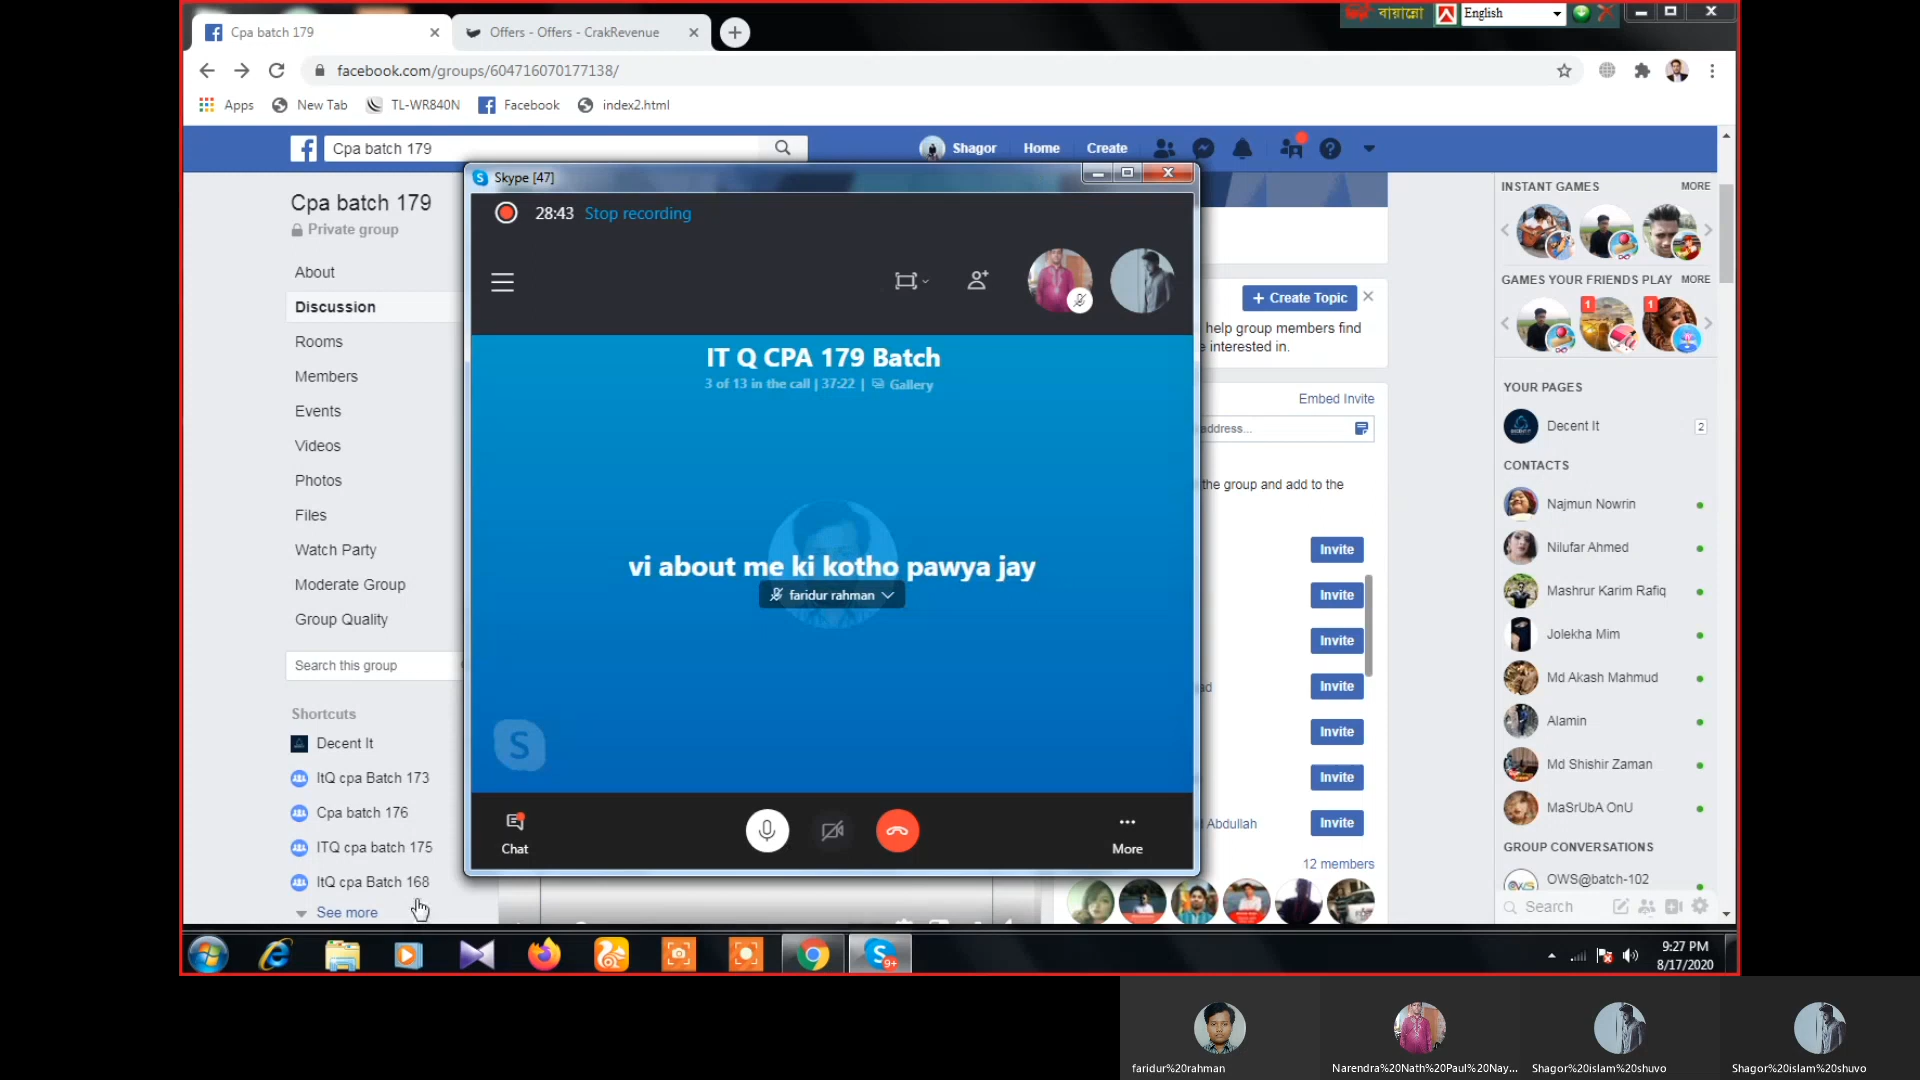 Cpa batch 179
Offers - Offers - CrakRevenue
বায়ান্নো
English
facebook.com/groups/604716070177138/
Apps
New Tab
TL-WR840N
Facebook
index2.html
Cpa batch 179
Shagor
Home
Create
Skype [47]
28:43 Stop recording
IT Q CPA 179 Batch
3 of 13 in the call | 37:22 | Gallery
vi about me ki kotho pawya jay
faridur rahman
Chat
More
Cpa batch 179
Private group
About
Discussion
Rooms
Members
Events
Videos
Photos
Files
Watch Party
Moderate Group
Group Quality
Search this group
Shortcuts
Decent It
ItQ cpa Batch 173
Cpa batch 176
ITQ cpa batch 175
ItQ cpa Batch 168
See more
+ Create Topic
help group members find
interested in.
Embed Invite
address...
the group and add to the
Invite
Invite
Invite
Invite
Invite
Invite
Abdullah
Invite
12 members
INSTANT GAMES
MORE
GAMES YOUR FRIENDS PLAY
MORE
1
1
YOUR PAGES
Decent It
2
CONTACTS
Najmun Nowrin
Nilufar Ahmed
Mashrur Karim Rafiq
Jolekha Mim
Md Akash Mahmud
Alamin
Md Shishir Zaman
MaSrUbA OnU
GROUP CONVERSATIONS
OWS@batch-102
Search
9+
9:27 PM
8/17/2020
faridur%20rahman
Narendra%20Nath%20Paul%20Nay...
Shagor%20islam%20shuvo
Shagor%20islam%20shuvo